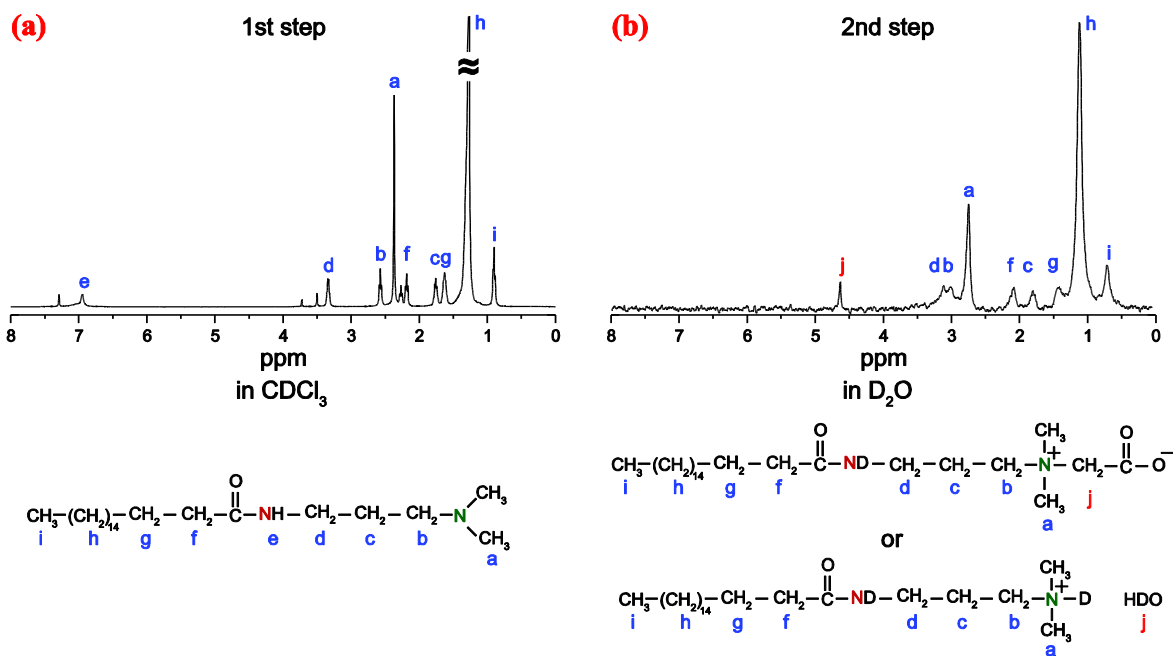 (a) 1st step
h
a
e d b f c g i
8 7 6 5 4 3 2 1 0
ppm
in CDCl₃
O
CH₃-(CH₂)₁₄-CH₂-CH₂-C-NH-CH₂-CH₂-CH₂-N
CH₃
CH₃
i h g f e d c b a
(b) 2nd step
h
a
j d b f c g i
8 7 6 5 4 3 2 1 0
ppm
in D₂O
CH₃ O
CH₃-(CH₂)₁₄-CH₂-CH₂-C-ND-CH₂-CH₂-CH₂-N⁺-CH₂-C-O⁻
O
CH₃
i h g f d c b a j
or
O CH₃
CH₃-(CH₂)₁₄-CH₂-CH₂-C-ND-CH₂-CH₂-CH₂-N⁺-D HDO
CH₃
i h g f d c b a j